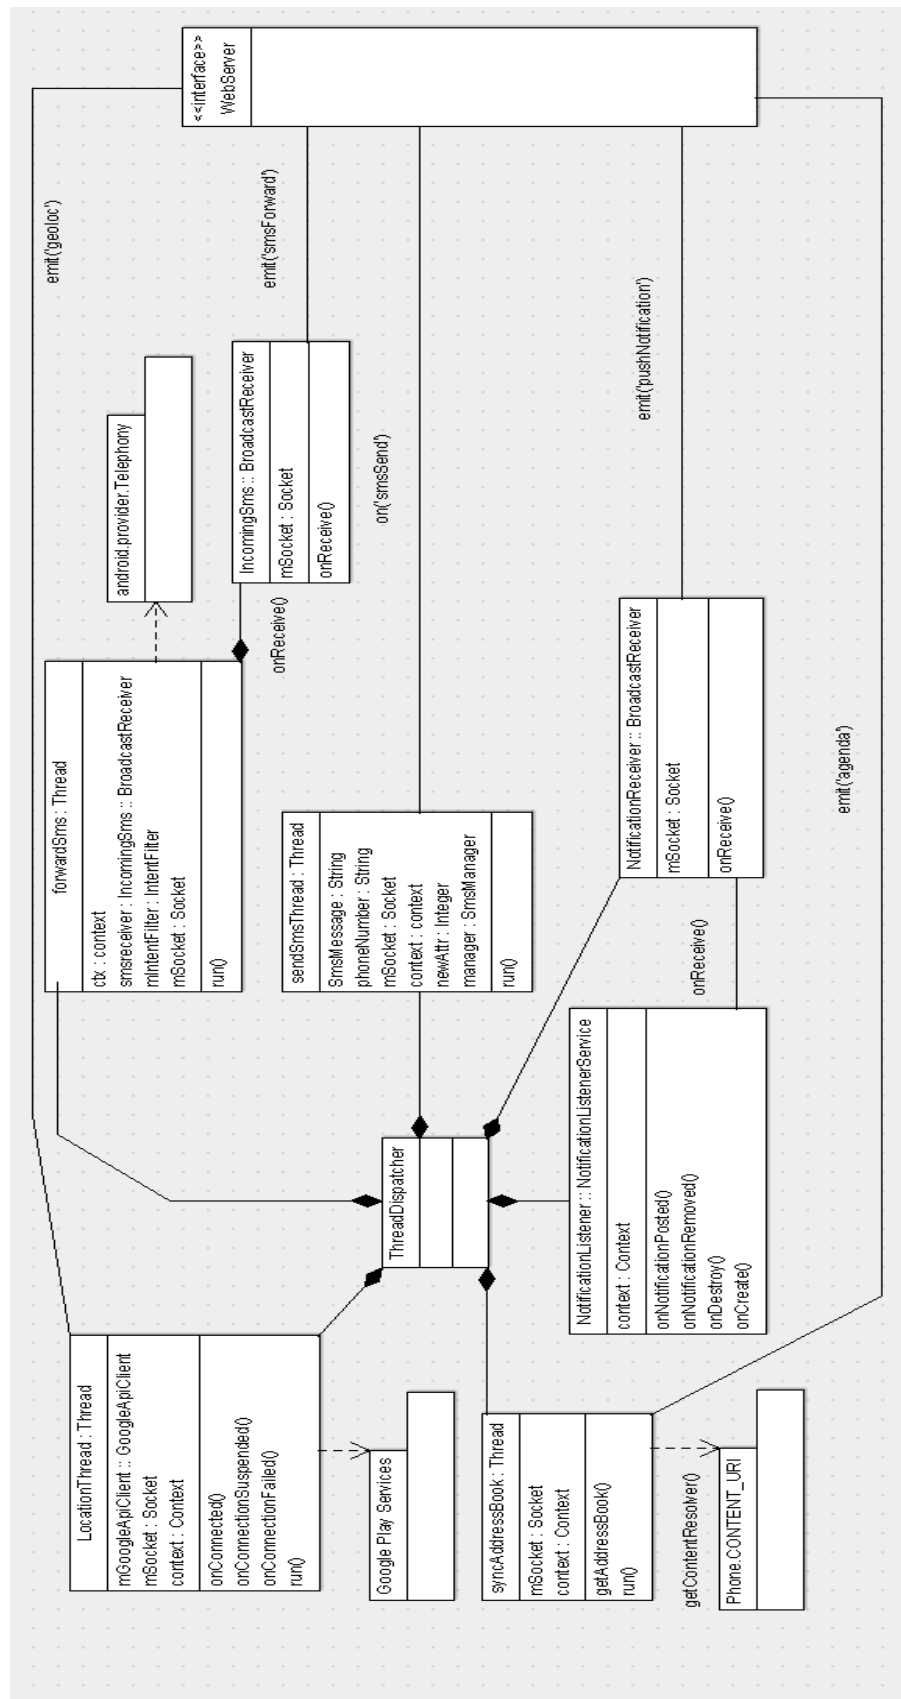 <<interface>>
WebServer
emit('geoloc')
emit('smsForward')
on('smsSend')
emit('pushNotification')
emit('agenda')
android.provider.Telephony
IncomingSms :: BroadcastReceiver
mSocket : Socket
onReceive()
onReceive()
forwardSms : Thread
ctx : context
smsreceiver : IncomingSms :: BroadcastReceiver
mIntentFilter : IntentFilter
mSocket : Socket
run()
sendSmsThread : Thread
SmsMessage : String
phoneNumber : String
mSocket : Socket
context : context
newAttr : Integer
manager : SmsManager
run()
NotificationReceiver :: BroadcastReceiver
mSocket : Socket
onReceive()
onReceive()
ThreadDispatcher
NotificationListener :: NotificationListenerService
context : Context
onNotificationPosted()
onNotificationRemoved()
onDestroy()
onCreate()
LocationThread : Thread
mGoogleApiClient :: GoogleApiClient
mSocket : Socket
context : Context
onConnected()
onConnectionSuspended()
onConnectionFailed()
run()
Google Play Services
syncAddressBook : Thread
mSocket : Socket
context : Context
getAddressBook()
run()
getContentResolver()
Phone.CONTENT_URI